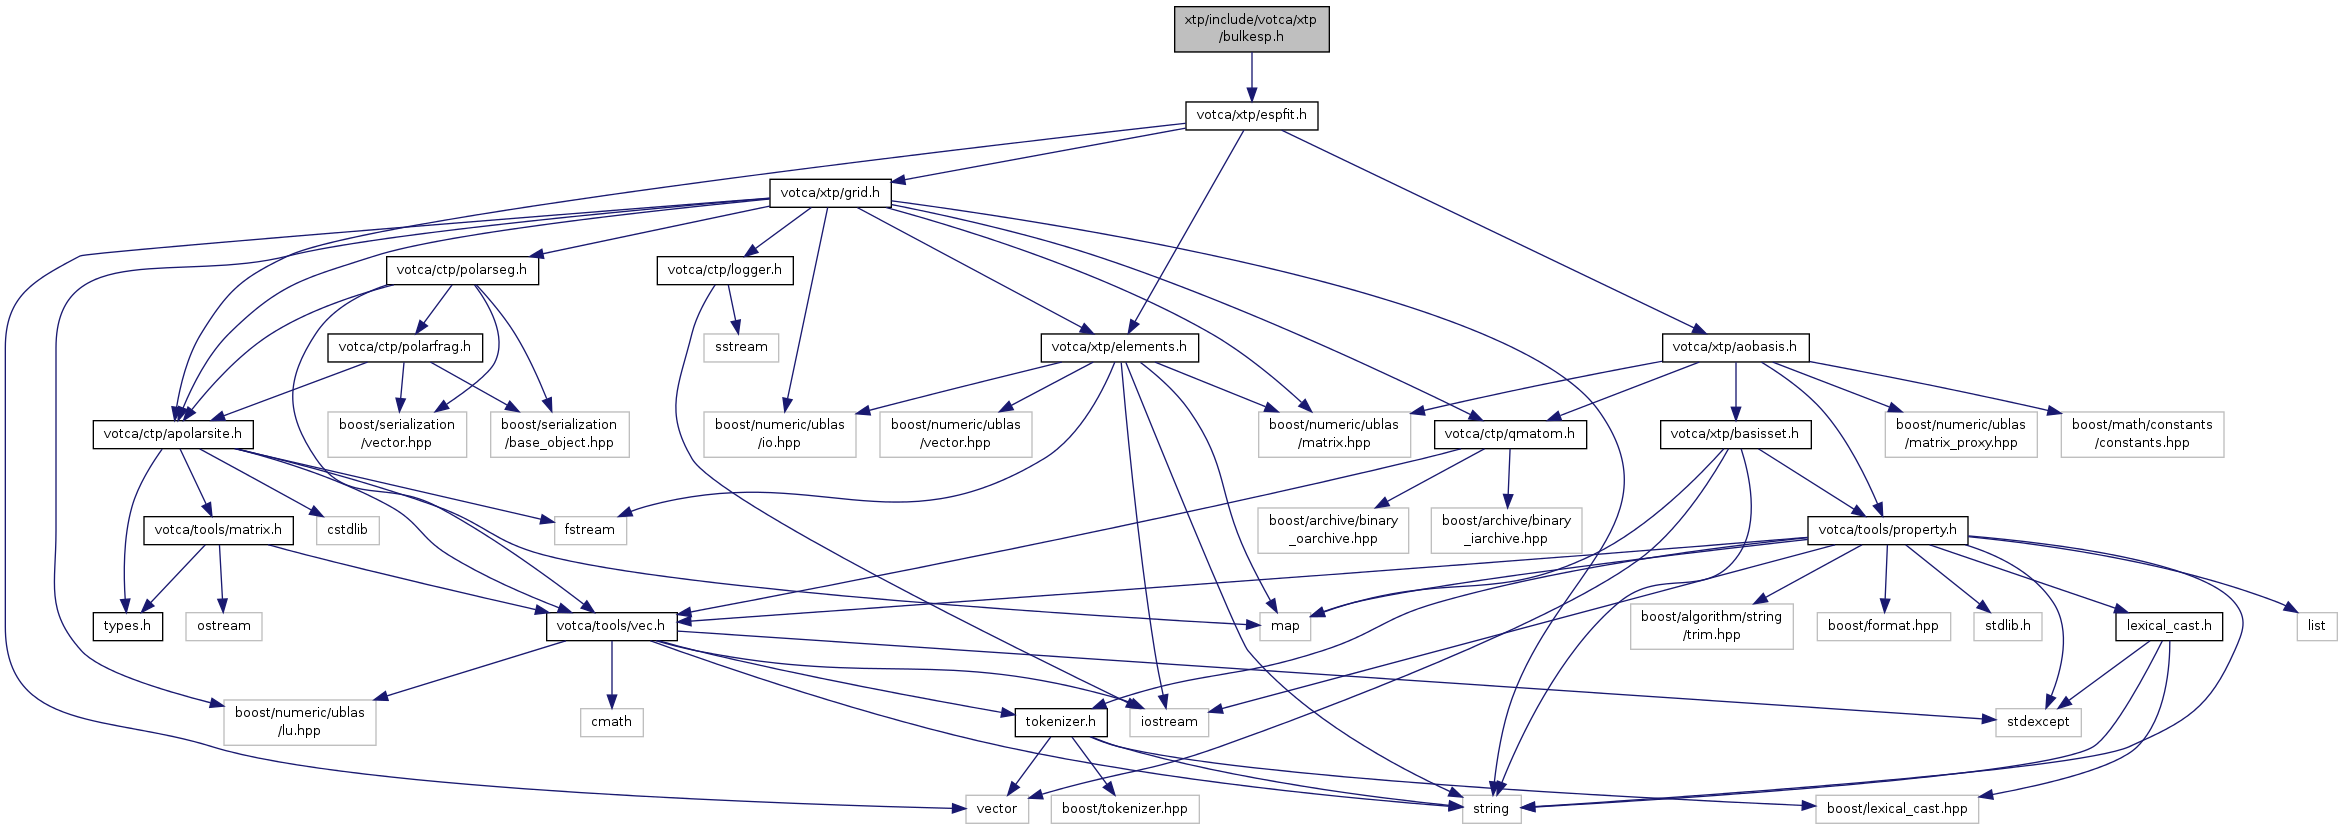 xtp/include/votca/xtp
/bulkesp.h
votca/xtp/espfit.h
votca/xtp/grid.h
votca/ctp/polarseg.h
votca/ctp/logger.h
votca/ctp/polarfrag.h
sstream
votca/xtp/elements.h
votca/xtp/aobasis.h
votca/ctp/apolarsite.h
boost/serialization
/vector.hpp
boost/serialization
/base_object.hpp
boost/numeric/ublas
/io.hpp
boost/numeric/ublas
/vector.hpp
boost/numeric/ublas
/matrix.hpp
votca/ctp/qmatom.h
votca/xtp/basisset.h
boost/numeric/ublas
/matrix_proxy.hpp
boost/math/constants
/constants.hpp
votca/tools/matrix.h
cstdlib
fstream
boost/archive/binary
_oarchive.hpp
boost/archive/binary
_iarchive.hpp
votca/tools/property.h
types.h
ostream
votca/tools/vec.h
map
boost/algorithm/string
/trim.hpp
boost/format.hpp
stdlib.h
lexical_cast.h
list
boost/numeric/ublas
/lu.hpp
cmath
tokenizer.h
iostream
stdexcept
vector
boost/tokenizer.hpp
string
boost/lexical_cast.hpp